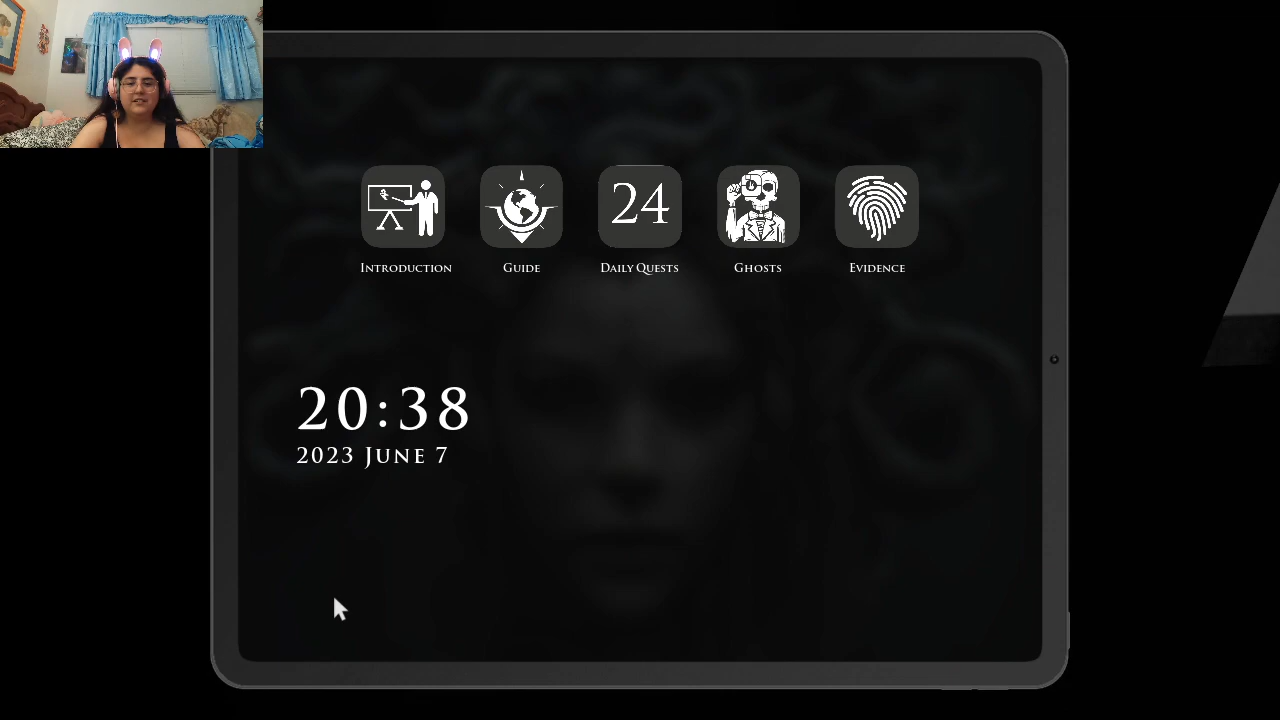 24
Introduction
Guide
Daily Quests
Ghosts
Evidence
20:38
2023 June 7